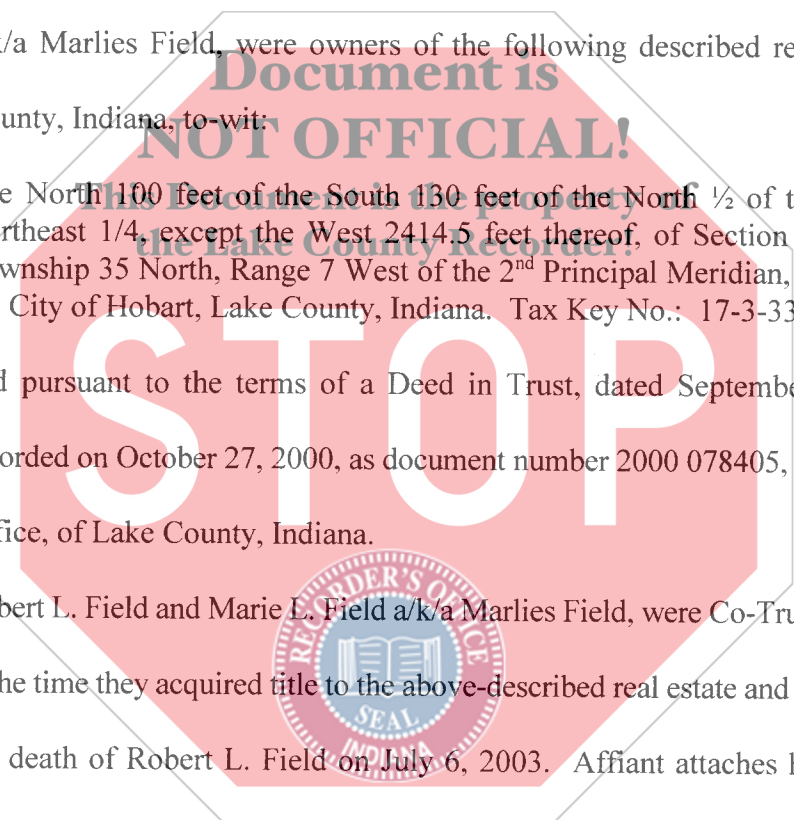 k/a Marlies Field, were owners of the following described re
Document is
unty, Indiana, to-wit:
NOT OFFICIAL!
e North 100 feet of the South 130 feet of the North ½ of t
This Document is the property of
rtheast 1/4, except the West 2414.5 feet thereof, of Section
the Lake County Recorder!
wnship 35 North, Range 7 West of the 2nd Principal Meridian,
City of Hobart, Lake County, Indiana. Tax Key No.: 17-3-33
STOP
d pursuant to the terms of a Deed in Trust, dated Septembe
orded on October 27, 2000, as document number 2000 078405,
fice, of Lake County, Indiana.
RECORDER'S OFFICE
bert L. Field and Marie L. Field a/k/a Marlies Field, were Co-Tru
he time they acquired title to the above-described real estate and
SEAL
INDIANA
death of Robert L. Field on July 6, 2003. Affiant attaches h